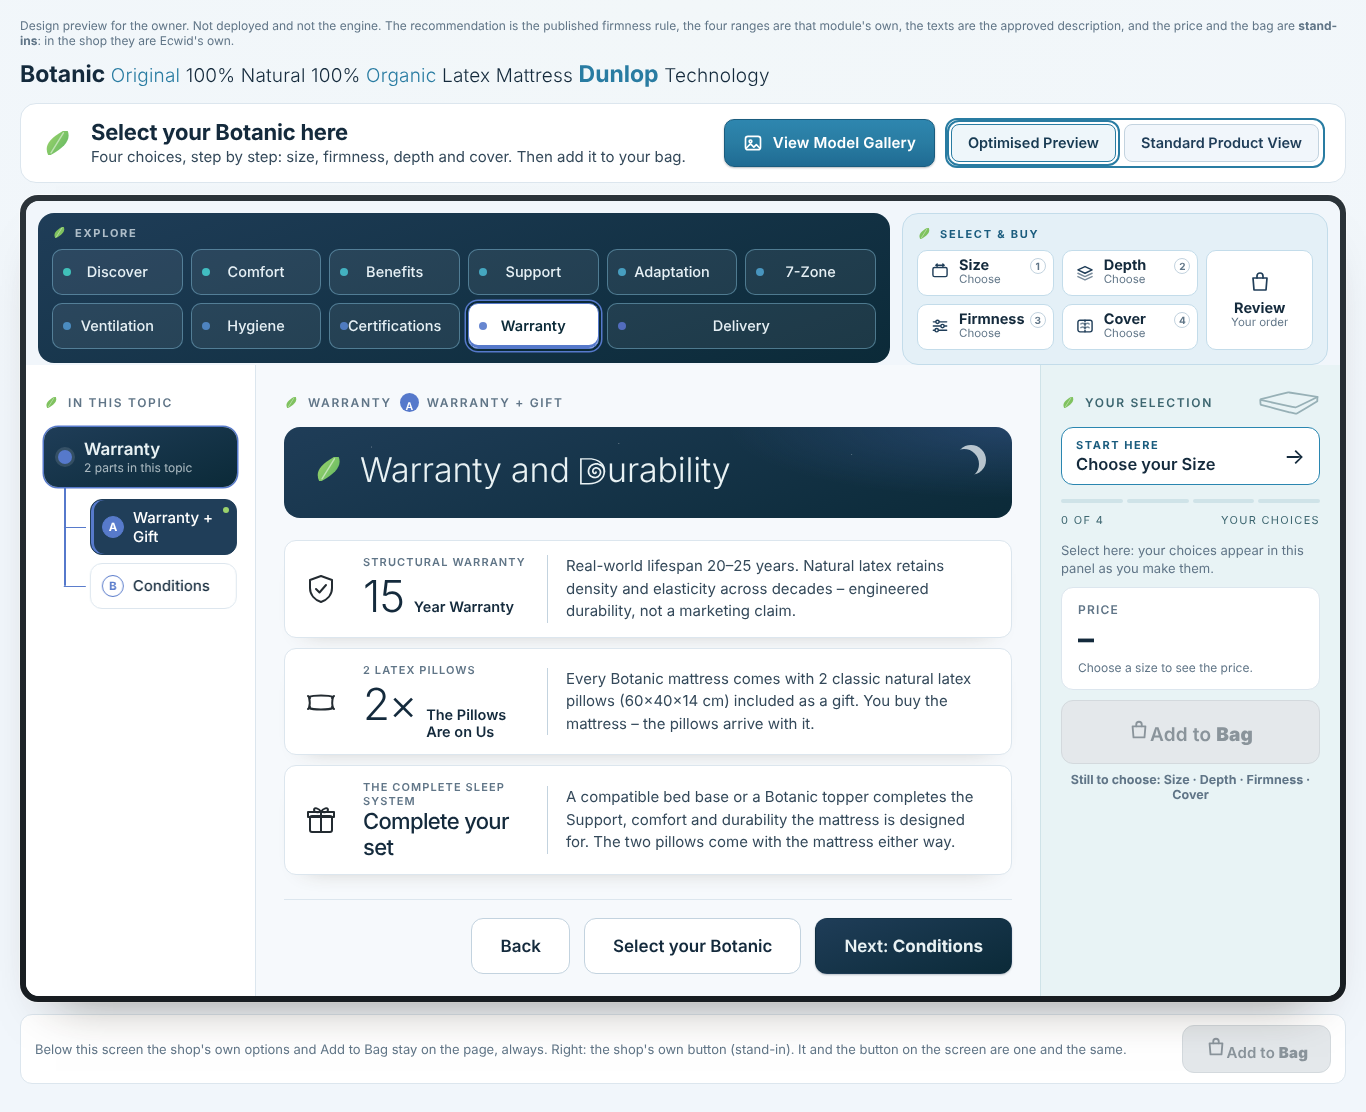 Design preview for the owner. Not deployed and not the engine. The recommendation is the published firmness rule, the four ranges are that module's own, the texts are the approved description, and the price and the bag are stand-
ins: in the shop they are Ecwid's own.
Botanic Original 100% Natural 100% Organic Latex Mattress Dunlop Technology
Select your Botanic here
Four choices, step by step: size, firmness, depth and cover. Then add it to your bag.
View Model Gallery
Optimised Preview
Standard Product View
EXPLORE
Discover
Comfort
Benefits
Support
Adaptation
7-Zone
Ventilation
Hygiene
Certifications
Warranty
Delivery
SELECT & BUY
Size
Choose
1
Depth
Choose
2
Firmness
Choose
3
Cover
Choose
4
Review
Your order
IN THIS TOPIC
Warranty
2 parts in this topic
A
Warranty +
Gift
B
Conditions
WARRANTY A WARRANTY + GIFT
Warranty and Durability
STRUCTURAL WARRANTY
15 Year Warranty
Real-world lifespan 20–25 years. Natural latex retains
density and elasticity across decades – engineered
durability, not a marketing claim.
2 LATEX PILLOWS
2× The Pillows
Are on Us
Every Botanic mattress comes with 2 classic natural latex
pillows (60×40×14 cm) included as a gift. You buy the
mattress – the pillows arrive with it.
THE COMPLETE SLEEP
SYSTEM
Complete your
set
A compatible bed base or a Botanic topper completes the
Support, comfort and durability the mattress is designed
for. The two pillows come with the mattress either way.
Back
Select your Botanic
Next: Conditions
YOUR SELECTION
START HERE
Choose your Size
0 OF 4
YOUR CHOICES
Select here: your choices appear in this
panel as you make them.
PRICE
–
Choose a size to see the price.
Add to Bag
Still to choose: Size · Depth · Firmness ·
Cover
Below this screen the shop's own options and Add to Bag stay on the page, always. Right: the shop's own button (stand-in). It and the button on the screen are one and the same.
Add to Bag